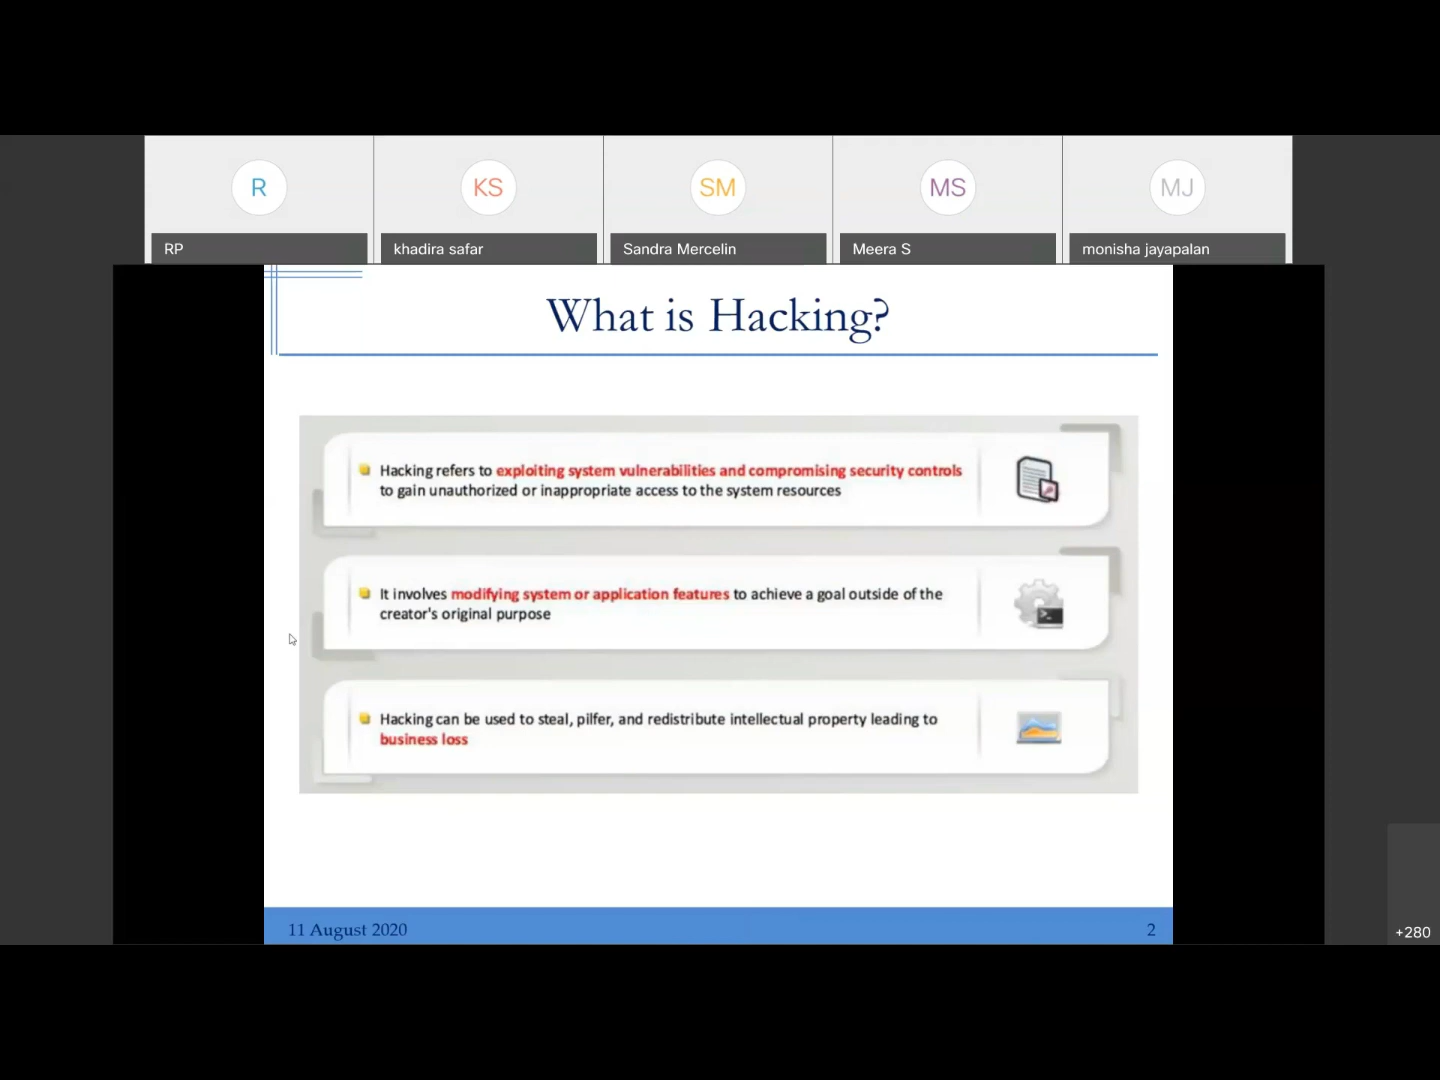 R
KS
SM
MS
MJ
RP
khadira safar
Sandra Mercelin
Meera S
monisha jayapalan
What is Hacking?
Hacking refers to exploiting system vulnerabilities and compromising security controls
to gain unauthorized or inappropriate access to the system resources
It involves modifying system or application features to achieve a goal outside of the
creator's original purpose
Hacking can be used to steal, pilfer, and redistribute intellectual property leading to
business loss
11 August 2020
2
+280